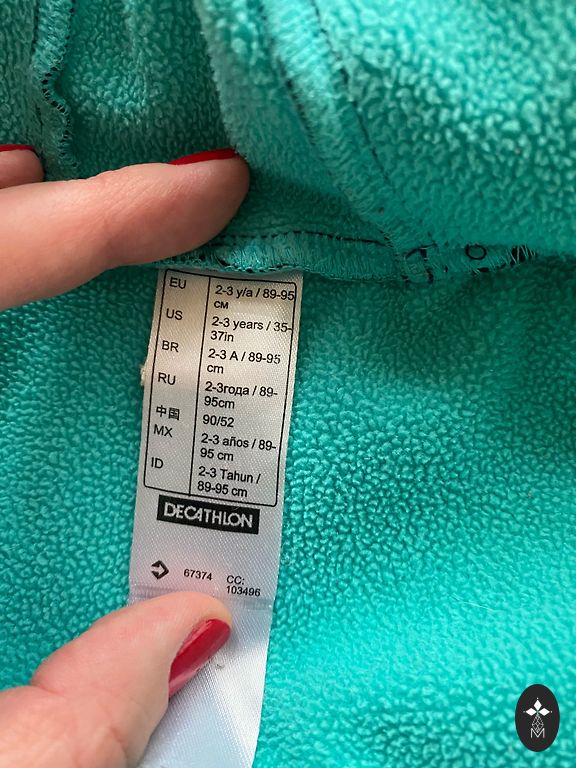 EU 2-3 y/a / 89-95
см
US 2-3 years / 35-
37in
BR 2-3 A / 89-95
cm
RU 2-3года / 89-
95cm
中国 90/52
MX 2-3 años / 89-
95 cm
ID 2-3 Tahun /
89-95 cm
DECATHLON
67374 CC:
103496
M